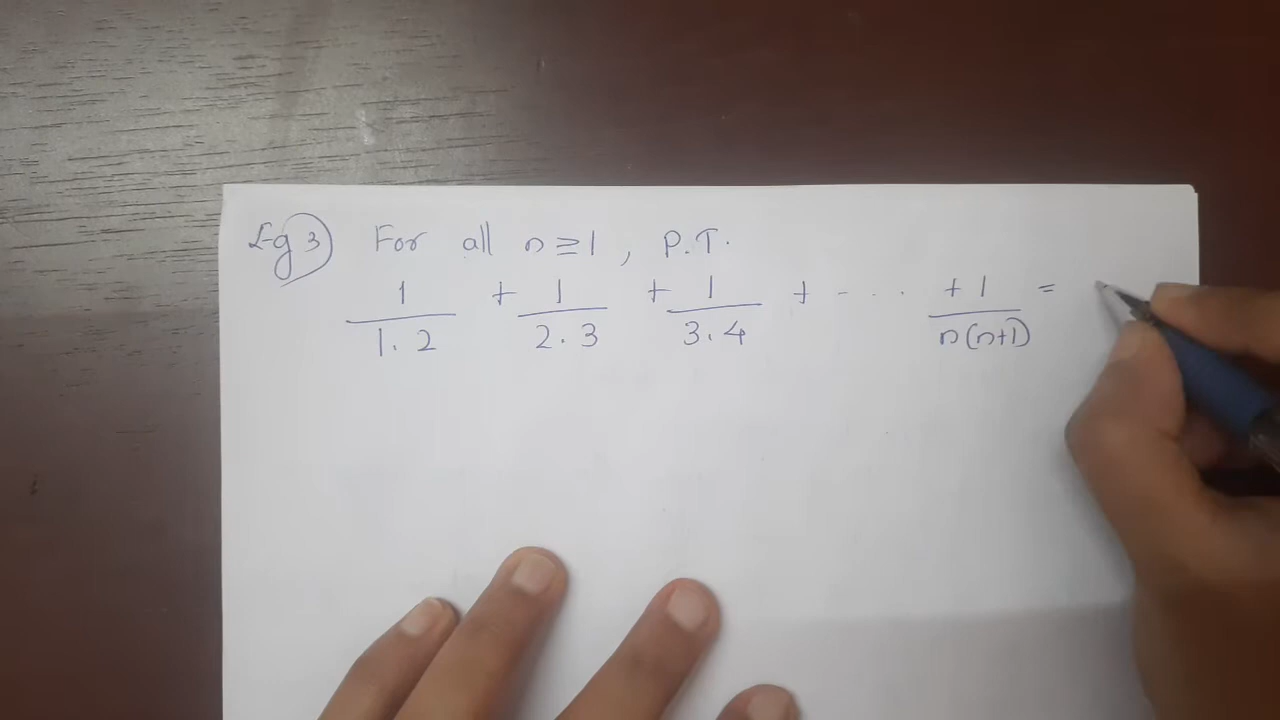 Eg 3) For all n ≥ 1, P.T.
1/1.2 + 1/2.3 + 1/3.4 + - . . . + 1/n(n+1) =